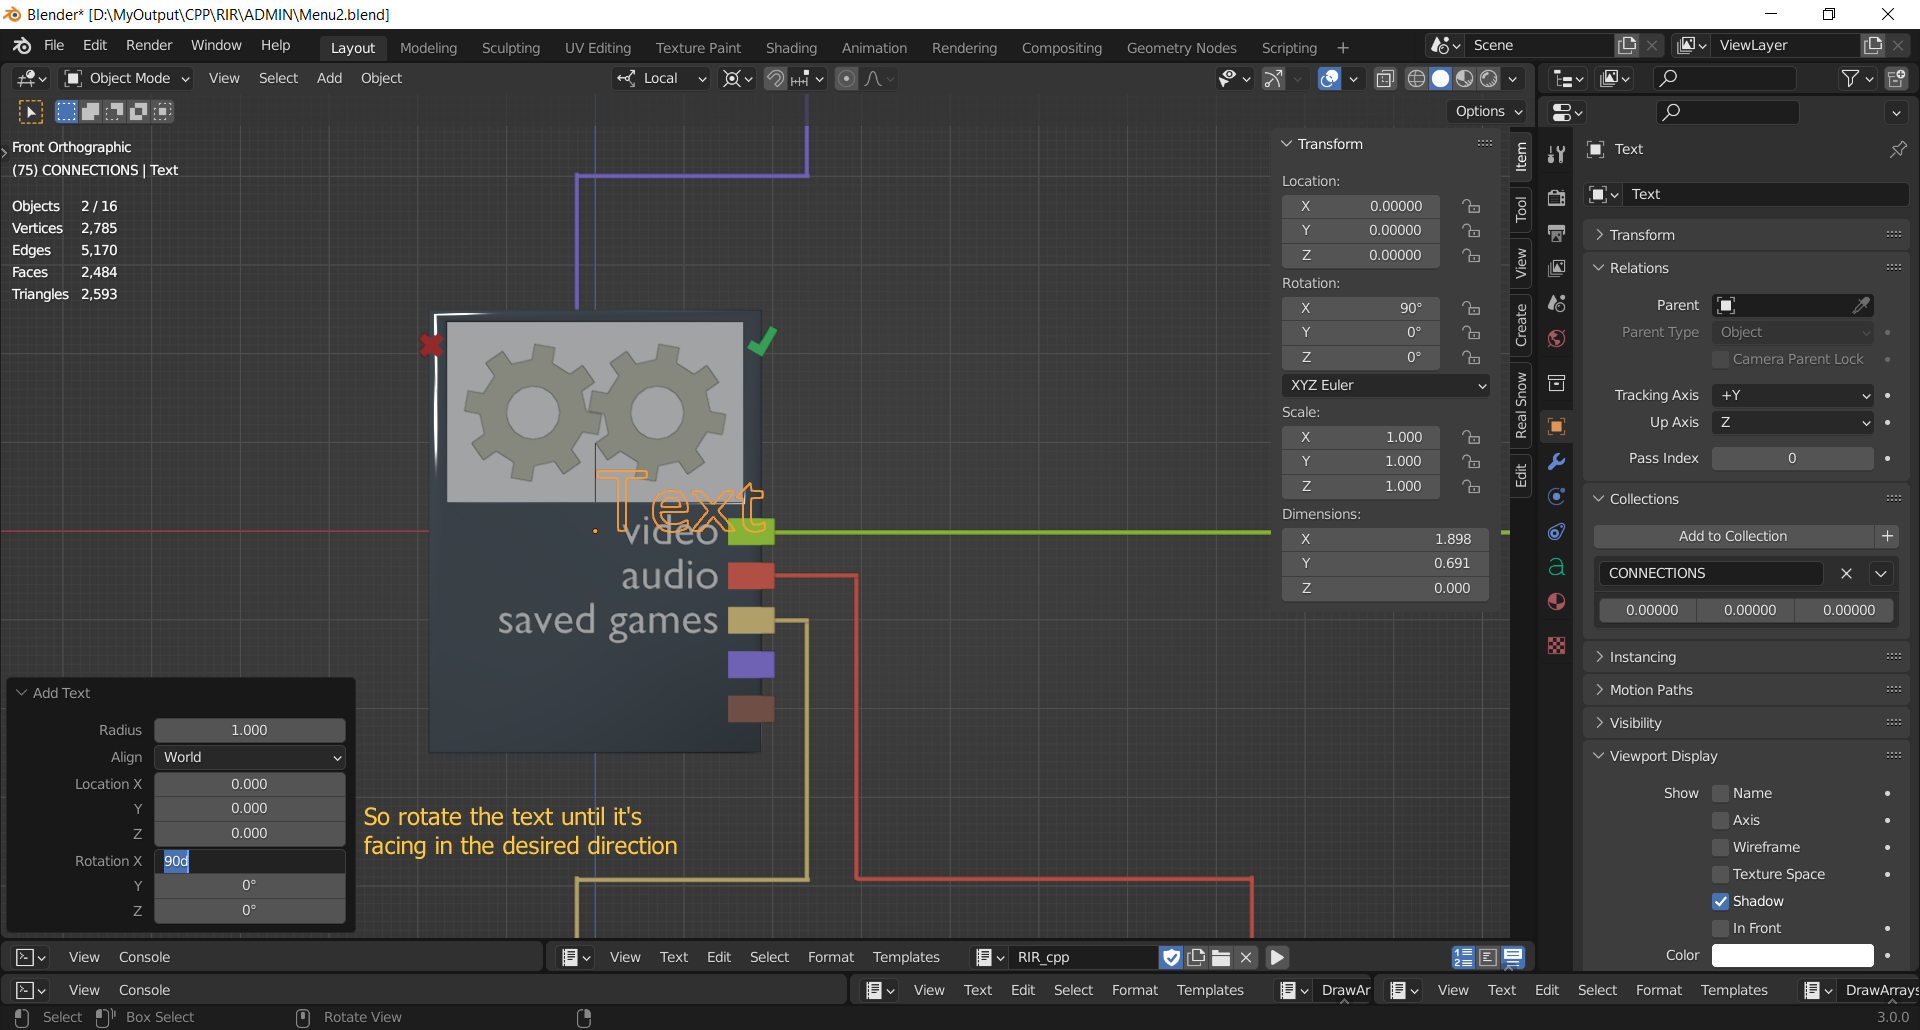 Blender* [D:\MyOutput\CPP\RIR\ADMIN\Menu2.blend]
File Edit Render Window Help Layout Modeling Sculpting UV Editing Texture Paint Shading Animation Rendering Compositing Geometry Nodes Scripting + Scene ViewLayer
Object Mode View Select Add Object Local
Options
Front Orthographic
(75) CONNECTIONS | Text
Objects 2 / 16
Vertices 2,785
Edges 5,170
Faces 2,484
Triangles 2,593
Text
video
audio
saved games
Add Text
Radius 1.000
Align World
Location X 0.000
Y 0.000
Z 0.000
Rotation X 90d
Y 0°
Z 0°
So rotate the text until it's
facing in the desired direction
Transform
Location:
X 0.00000
Y 0.00000
Z 0.00000
Rotation:
X 90°
Y 0°
Z 0°
XYZ Euler
Scale:
X 1.000
Y 1.000
Z 1.000
Dimensions:
X 1.898
Y 0.691
Z 0.000
Item
Tool
View
Create
Real Snow
Edit
Text
Text
Transform
Relations
Parent
Parent Type Object
Camera Parent Lock
Tracking Axis +Y
Up Axis Z
Pass Index 0
Collections
Add to Collection +
CONNECTIONS
0.00000 0.00000 0.00000
Instancing
Motion Paths
Visibility
Viewport Display
Show Name
Axis
Wireframe
Texture Space
Shadow
In Front
Color
View Console View Text Edit Select Format Templates RIR_cpp
View Console View Text Edit Select Format Templates DrawAr View Text Edit Select Format Templates DrawArrays
Select Box Select Rotate View 3.0.0